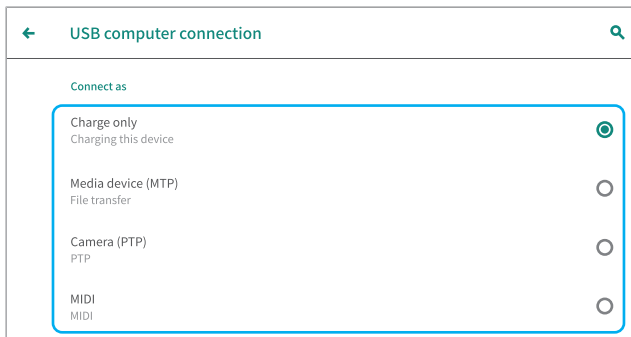 USB computer connection
Connect as
Charge only
Charging this device
Media device (MTP)
File transfer
Camera (PTP)
PTP
MIDI
MIDI